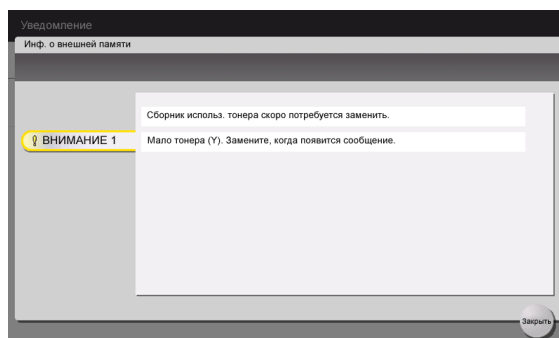 Уведомление
Инф. о внешней памяти
Сборник использ. тонера скоро потребуется заменить.
ВНИМАНИЕ 1
Мало тонера (Y). Замените, когда появится сообщение.
Закрыть